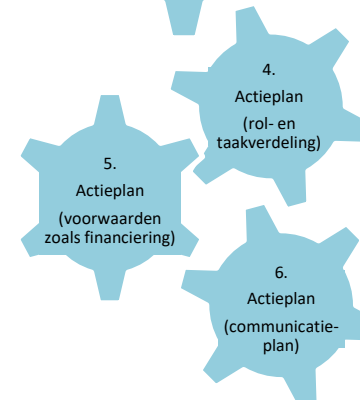 4.
Actieplan
(rol- en
taakverdeling)
5.
Actieplan
(voorwaarden
zoals financiering)
6.
Actieplan
(communicatie-
plan)